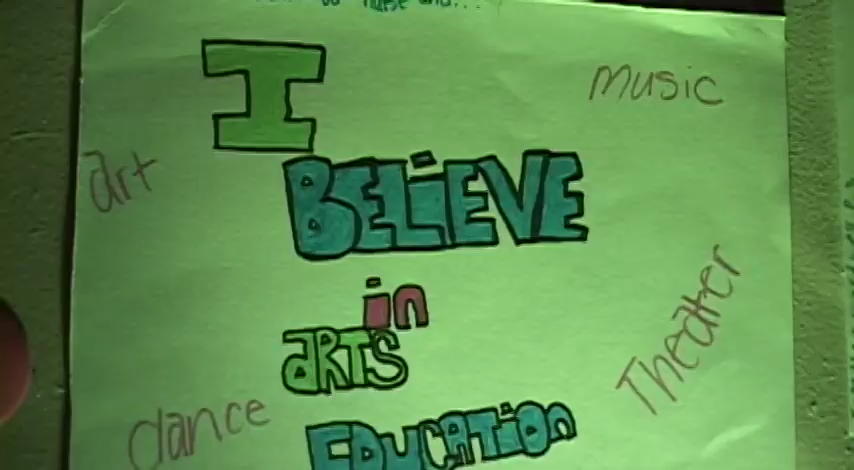 I
music
art
BELiEVE
in
Theater
aRTS
dance
EDUCATiOn